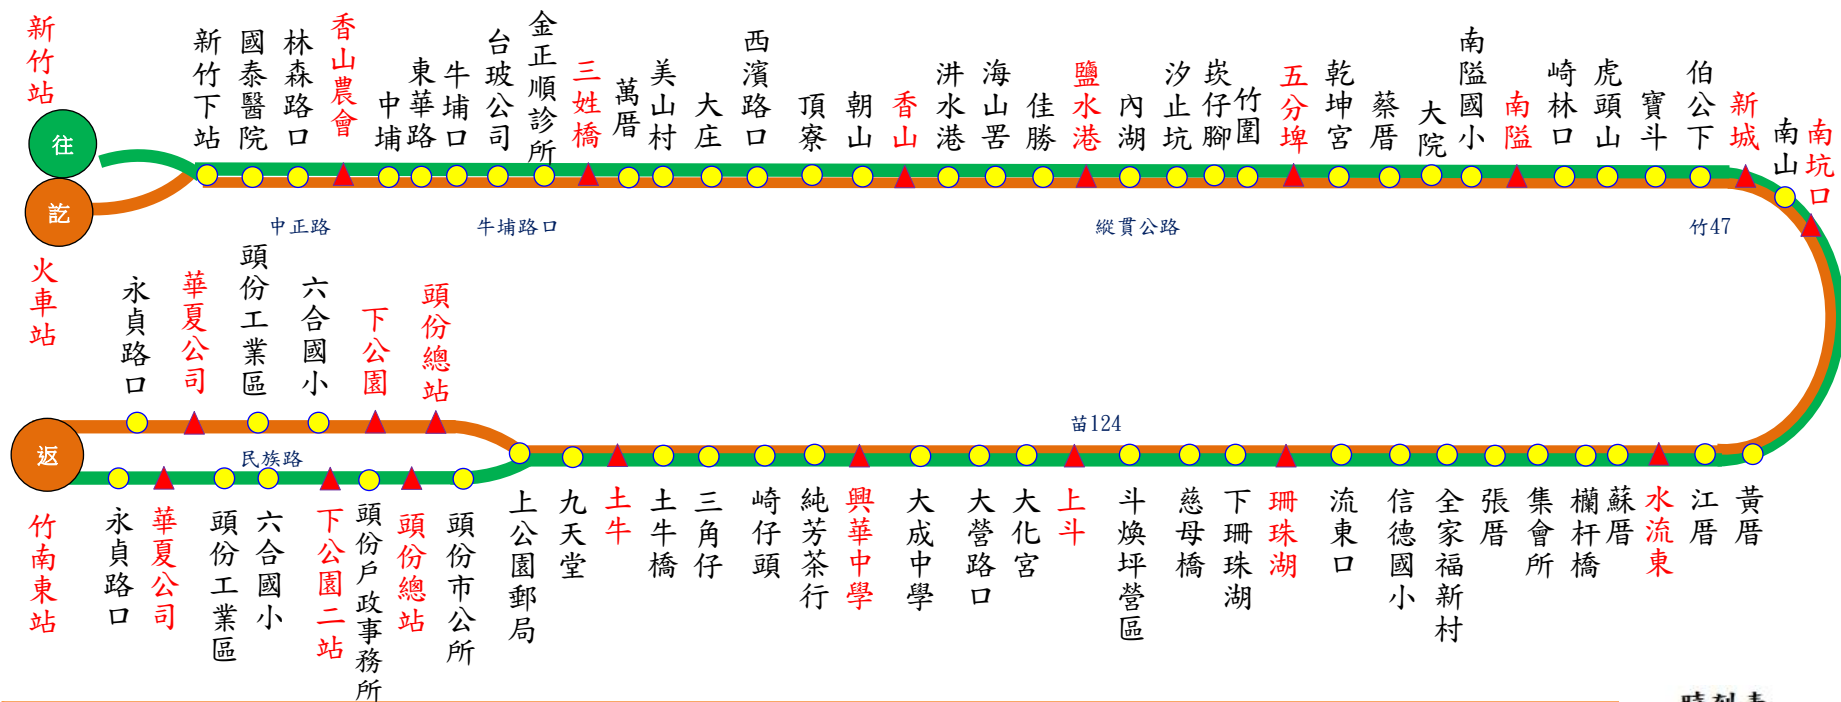 新竹站
往
訖
火車站
新竹下站
國泰醫院
林森路口
香山農會
中埔
東華路
牛埔口
台玻公司
金正順診所
三姓橋
萬厝
美山村
大庄
西濱路口
頂寮
朝山
香山
汫水港
海山罟
佳勝
鹽水港
內湖
汐止坑
崁仔腳
竹圍
五分埤
乾坤宮
蔡厝
大院
南隘國小
南隘
崎林口
虎頭山
寶斗
伯公下
新城
南山
南坑口
中正路
牛埔路口
縱貫公路
竹47
永貞路口
華夏公司
頭份工業區
六合國小
下公園
頭份總站
返
民族路
苗124
竹南東站
永貞路口
華夏公司
頭份工業區
六合國小
下公園二站
頭份戶政事務所
頭份總站
頭份市公所
上公園郵局
九天堂
土牛
土牛橋
三角仔
崎仔頭
純芳茶行
興華中學
大成中學
大營路口
大化宮
上斗
斗煥坪營區
慈母橋
下珊珠湖
珊珠湖
流東口
信德國小
全家福新村
張厝
集會所
欄杆橋
蘇厝
水流東
江厝
黃厝